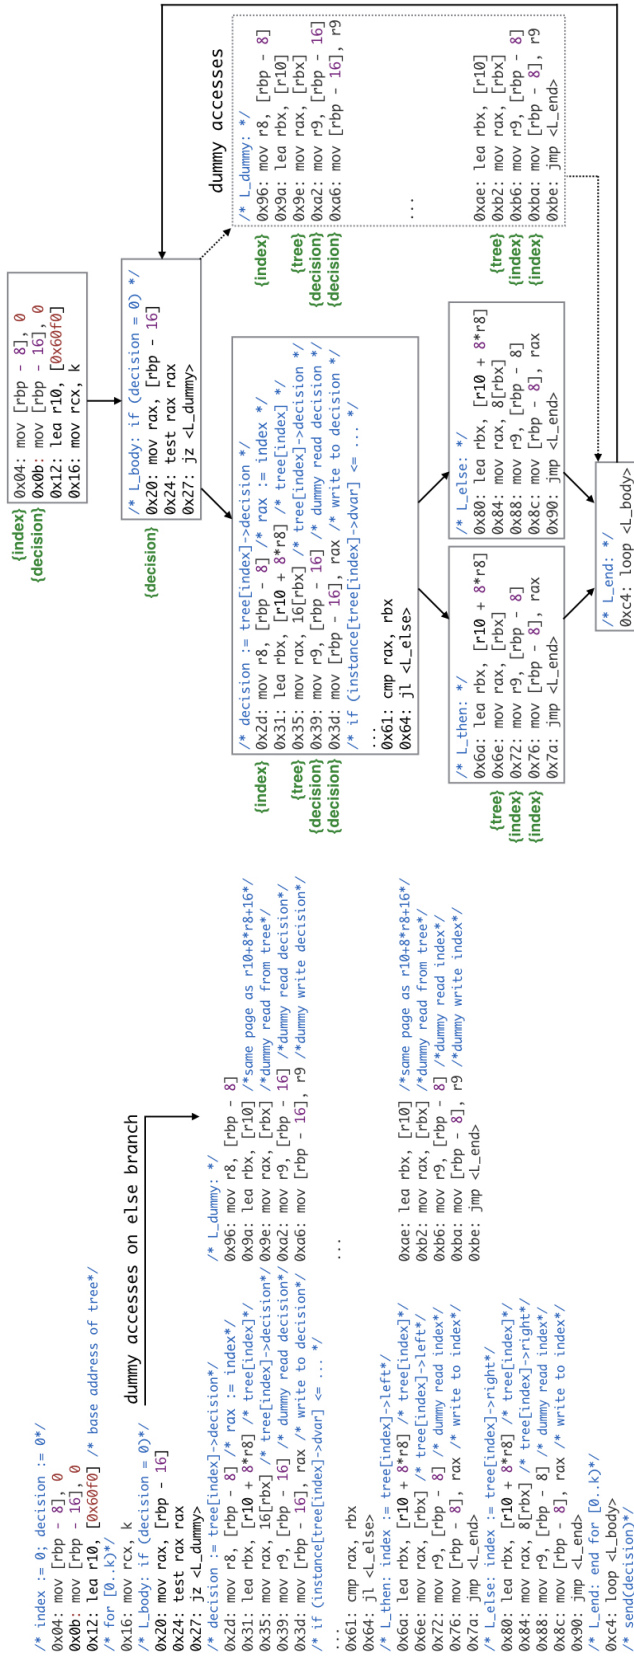 /* index := 0; decision := 0*/
0x04: mov [rbp - 8], 0
0x0b: mov [rbp - 16], 0
0x12: lea r10, [0x60f0] /* base address of tree*/
/* for [0..k)*/
0x16: mov rcx, k
/* L_body: if (decision = 0)*/
0x20: mov rax, [rbp - 16]
0x24: test rax rax
0x27: jz <L_dummy>
/* decision := tree[index]->decision*/
0x2d: mov r8, [rbp - 8] /* rax := index*/
0x31: lea rbx, [r10 + 8*r8] /* tree[index]*/
0x35: mov rax, 16[rbx] /* tree[index]->decision*/
0x39: mov r9, [rbp - 16] /* dummy read decision*/
0x3d: mov [rbp - 16], rax /* write to decision*/
/* if (instance[tree[index]->dvar] <= ... */
...
0x61: cmp rax, rbx
0x64: jl <L_else>
/* L_then: index := tree[index]->left*/
0x6a: lea rbx, [r10 + 8*r8] /* tree[index]*/
0x6e: mov rax, [rbx] /* tree[index]->left*/
0x72: mov r9, [rbp - 8] /* dummy read index*/
0x76: mov [rbp - 8], rax /* write to index*/
0x7a: jmp <L_end>
/* L_else: index := tree[index]->right*/
0x80: lea rbx, [r10 + 8*r8] /* tree[index]*/
0x84: mov rax, 8[rbx] /* tree[index]->right*/
0x88: mov r9, [rbp - 8] /* dummy read index*/
0x8c: mov [rbp - 8], rax /* write to index*/
0x90: jmp <L_end>
/* L_end: end for [0..k)*/
0xc4: loop <L_body>
/* send(decision)*/
dummy accesses on else branch
/* L_dummy: */
0x96: mov r8, [rbp - 8]
0x9a: lea rbx, [r10] /*same page as r10+8*r8+16*/
0x9e: mov rax, [rbx] /*dummy read from tree*/
0xa2: mov r9, [rbp - 16] /*dummy read decision*/
0xa6: mov [rbp - 16], r9 /*dummy write decision*/
...
0xae: lea rbx, [r10] /*same page as r10+8*r8+16*/
0xb2: mov rax, [rbx] /*dummy read from tree*/
0xb6: mov r9, [rbp - 8] /*dummy read index*/
0xba: mov [rbp - 8], r9 /*dummy write index*/
0xbe: jmp <L_end>
{index} 0x04: mov [rbp - 8], 0
{decision} 0x0b: mov [rbp - 16], 0
0x12: lea r10, [0x60f0]
0x16: mov rcx, k
/* L_body: if (decision = 0) */
{decision} 0x20: mov rax, [rbp - 16]
0x24: test rax rax
0x27: jz <L_dummy>
/* decision := tree[index]->decision */
{index} 0x2d: mov r8, [rbp - 8] /* rax := index */
0x31: lea rbx, [r10 + 8*r8] /* tree[index] */
{tree} 0x35: mov rax, 16[rbx] /* tree[index]->decision */
{decision} 0x39: mov r9, [rbp - 16] /* dummy read decision */
{decision} 0x3d: mov [rbp - 16], rax /* write to decision */
/* if (instance[tree[index]->dvar] <= ... */
...
0x61: cmp rax, rbx
0x64: jl <L_else>
/* L_then: */
0x6a: lea rbx, [r10 + 8*r8]
{tree} 0x6e: mov rax, [rbx]
{index} 0x72: mov r9, [rbp - 8]
{index} 0x76: mov [rbp - 8], rax
0x7a: jmp <L_end>
/* L_else: */
0x80: lea rbx, [r10 + 8*r8]
0x84: mov rax, 8[rbx]
0x88: mov r9, [rbp - 8]
0x8c: mov [rbp - 8], rax
0x90: jmp <L_end>
/* L_end: */
0xc4: loop <L_body>
dummy accesses
/* L_dummy: */
{index} 0x96: mov r8, [rbp - 8]
0x9a: lea rbx, [r10]
{tree} 0x9e: mov rax, [rbx]
{decision} 0xa2: mov r9, [rbp - 16]
{decision} 0xa6: mov [rbp - 16], r9
...
0xae: lea rbx, [r10]
{tree} 0xb2: mov rax, [rbx]
{index} 0xb6: mov r9, [rbp - 8]
{index} 0xba: mov [rbp - 8], r9
0xbe: jmp <L_end>